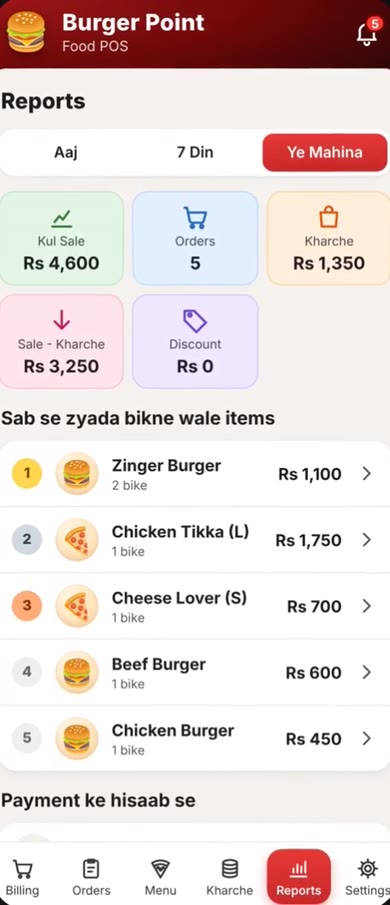 Burger Point
Food POS
5
Reports
Aaj
7 Din
Ye Mahina
Kul Sale
Rs 4,600
Orders
5
Kharche
Rs 1,350
Sale - Kharche
Rs 3,250
Discount
Rs 0
Sab se zyada bikne wale items
1
Zinger Burger
2 bike
Rs 1,100
2
Chicken Tikka (L)
1 bike
Rs 1,750
3
Cheese Lover (S)
1 bike
Rs 700
4
Beef Burger
1 bike
Rs 600
5
Chicken Burger
1 bike
Rs 450
Payment ke hisaab se
Billing
Orders
Menu
Kharche
Reports
Settings